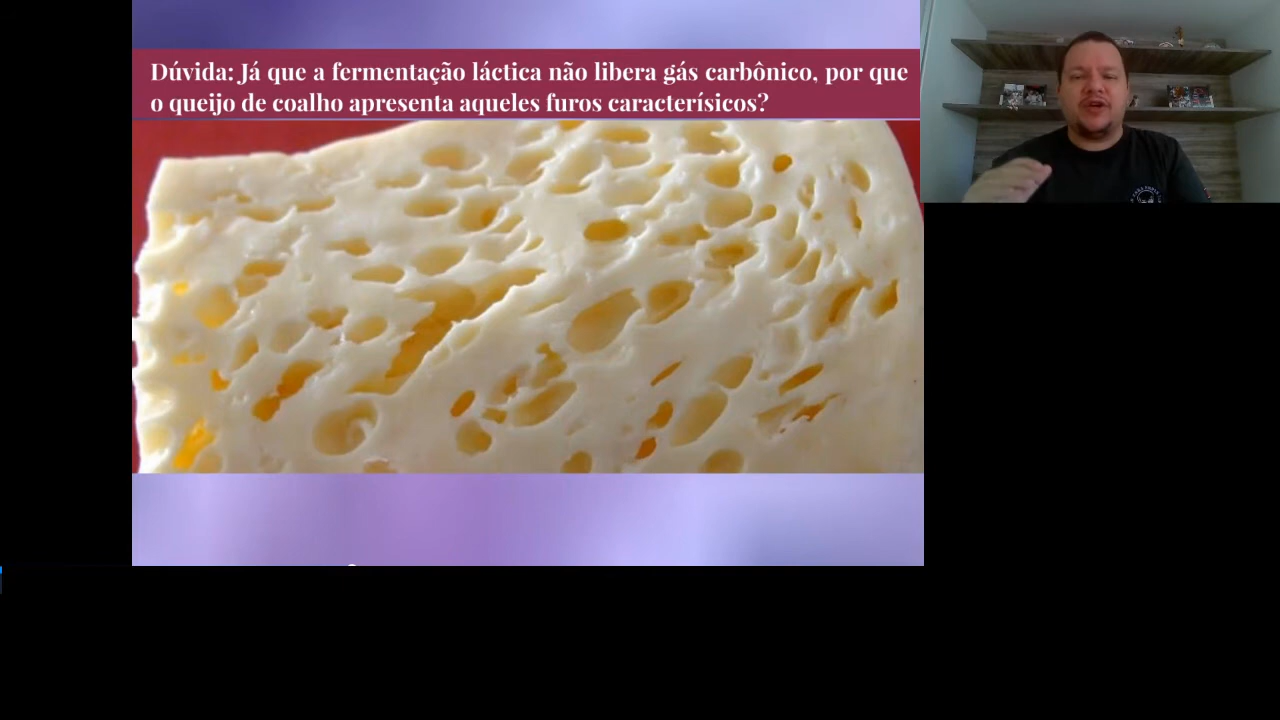 Dúvida: Já que a fermentação láctica não libera gás carbônico, por que
o queijo de coalho apresenta aqueles furos caracterísicos?